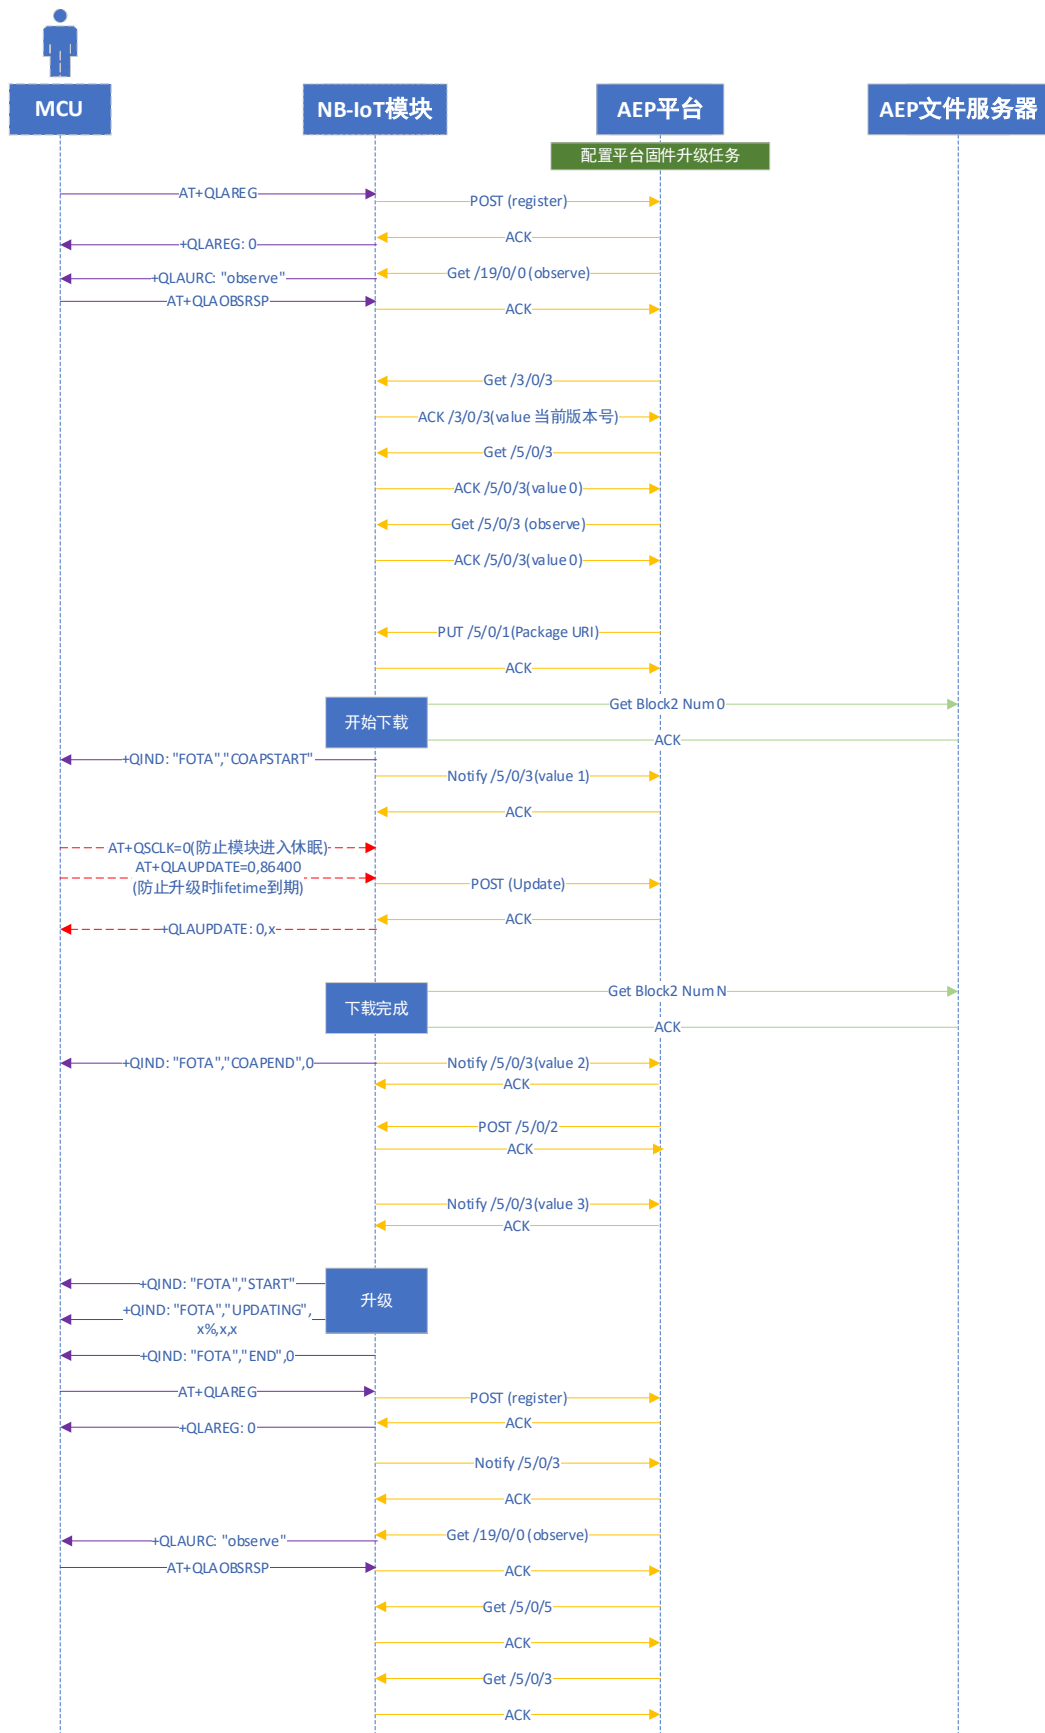 MCU
NB-IoT模块
AEP平台
AEP文件服务器
配置平台固件升级任务
AT+QLAREG
POST (register)
ACK
+QLAREG: 0
Get /19/0/0 (observe)
+QLAURC: "observe"
AT+QLAOBSRSP
ACK
Get /3/0/3
ACK /3/0/3(value 当前版本号)
Get /5/0/3
ACK /5/0/3(value 0)
Get /5/0/3 (observe)
ACK /5/0/3(value 0)
PUT /5/0/1(Package URI)
ACK
Get Block2 Num 0
开始下载
ACK
+QIND: "FOTA","COAPSTART"
Notify /5/0/3(value 1)
ACK
AT+QSCLK=0(防止模块进入休眠)
AT+QLAUPDATE=0,86400
(防止升级时lifetime到期)
POST (Update)
ACK
+QLAUPDATE: 0,x
Get Block2 Num N
下载完成
ACK
+QIND: "FOTA","COAPEND",0
Notify /5/0/3(value 2)
ACK
POST /5/0/2
ACK
Notify /5/0/3(value 3)
ACK
+QIND: "FOTA","START"
升级
+QIND: "FOTA","UPDATING",
x%,x,x
+QIND: "FOTA","END",0
AT+QLAREG
POST (register)
ACK
+QLAREG: 0
Notify /5/0/3
ACK
Get /19/0/0 (observe)
+QLAURC: "observe"
AT+QLAOBSRSP
ACK
Get /5/0/5
ACK
Get /5/0/3
ACK